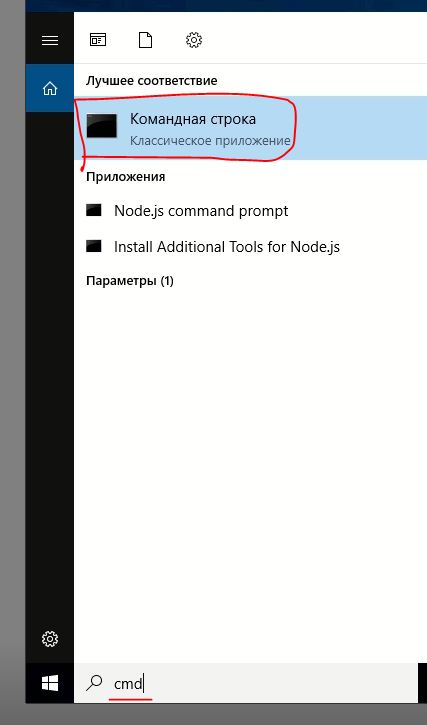 Лучшее соответствие
Командная строка
Классическое приложение
Приложения
Node.js command prompt
Install Additional Tools for Node.js
Параметры (1)
cmd